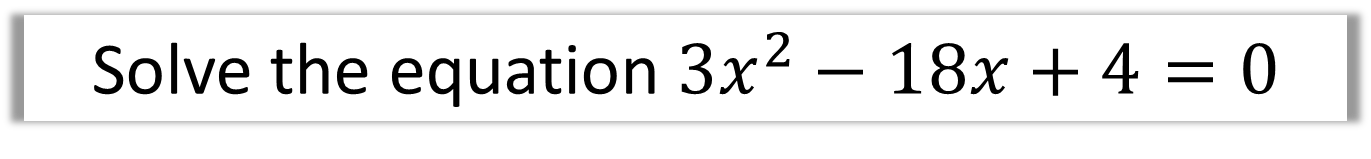 Solve the equation 3x² − 18x + 4 = 0